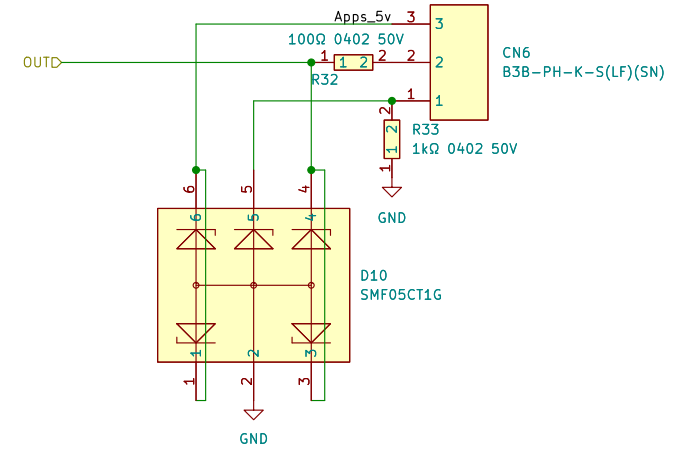 Apps_5v
3
3
100Ω 0402 50V
CN6
OUT
1
1
2
2
2
2
B3B-PH-K-S(LF)(SN)
R32
1
1
2
2
R33
1
1kΩ 0402 50V
1
GND
6
5
4
6
5
4
D10
SMF05CT1G
1
2
3
1
2
3
GND